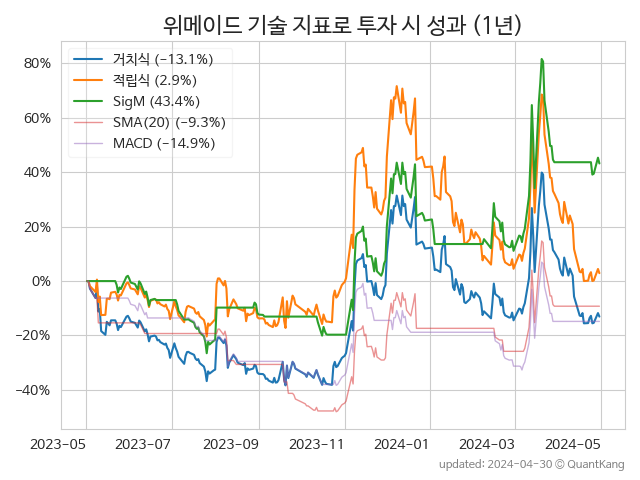 위메이드 기술 지표로 투자 시 성과 (1년)
거치식 (−13.1%)
적립식 (2.9%)
SigM (43.4%)
SMA(20) (−9.3%)
MACD (−14.9%)
80%
60%
40%
20%
0%
−20%
−40%
2023-05 2023-07 2023-09 2023-11 2024-01 2024-03 2024-05
updated: 2024-04-30 © QuantKang